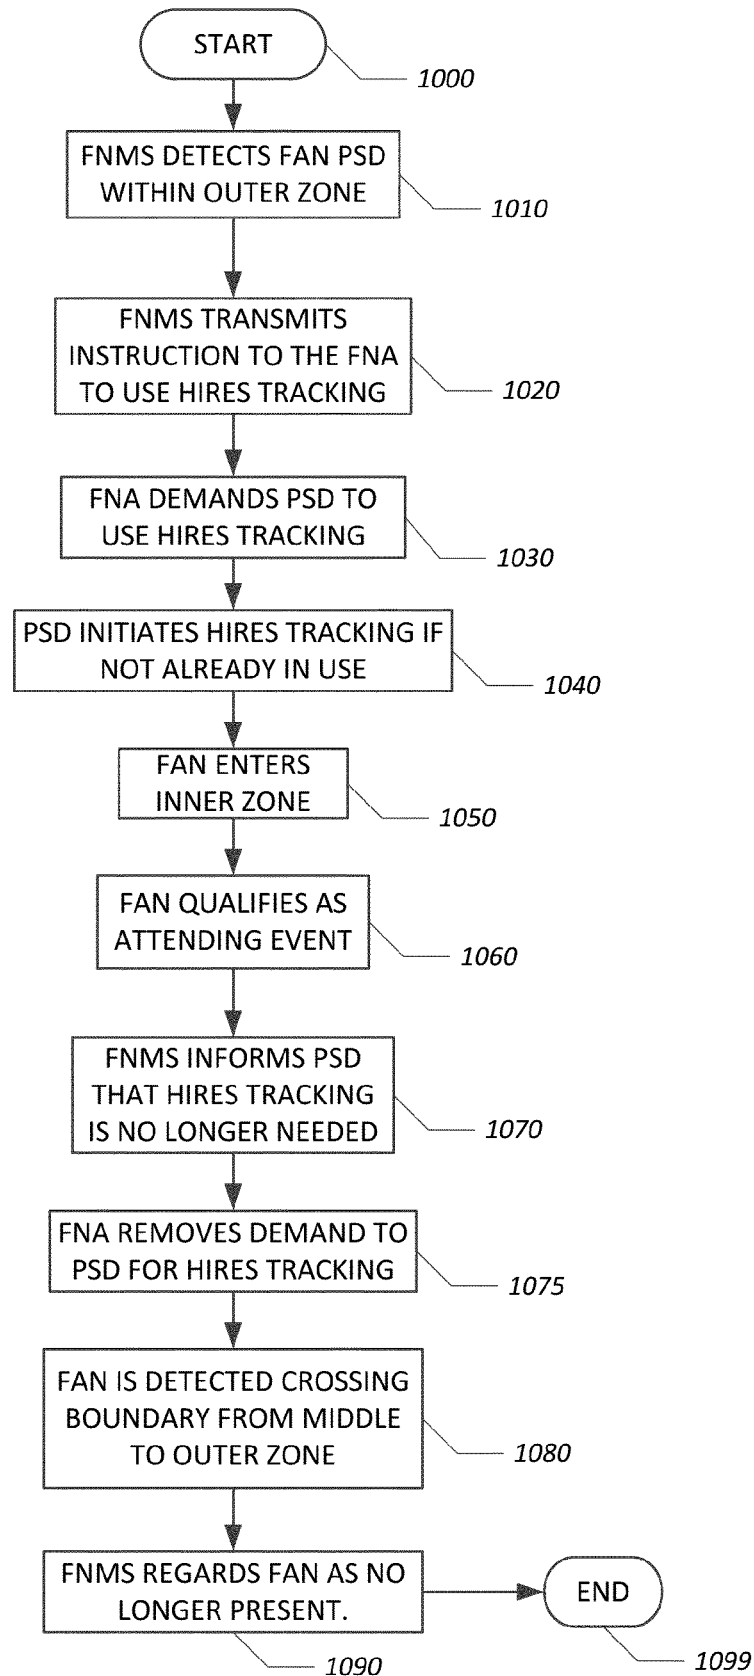 START
1000
FNMS DETECTS FAN PSD
WITHIN OUTER ZONE
1010
FNMS TRANSMITS
INSTRUCTION TO THE FNA
TO USE HIRES TRACKING
1020
FNA DEMANDS PSD TO
USE HIRES TRACKING
1030
PSD INITIATES HIRES TRACKING IF
NOT ALREADY IN USE
1040
FAN ENTERS
INNER ZONE
1050
FAN QUALIFIES AS
ATTENDING EVENT
1060
FNMS INFORMS PSD
THAT HIRES TRACKING
IS NO LONGER NEEDED
1070
FNA REMOVES DEMAND TO
PSD FOR HIRES TRACKING
1075
FAN IS DETECTED CROSSING
BOUNDARY FROM MIDDLE
TO OUTER ZONE
1080
FNMS REGARDS FAN AS NO
LONGER PRESENT.
1090
END
1099